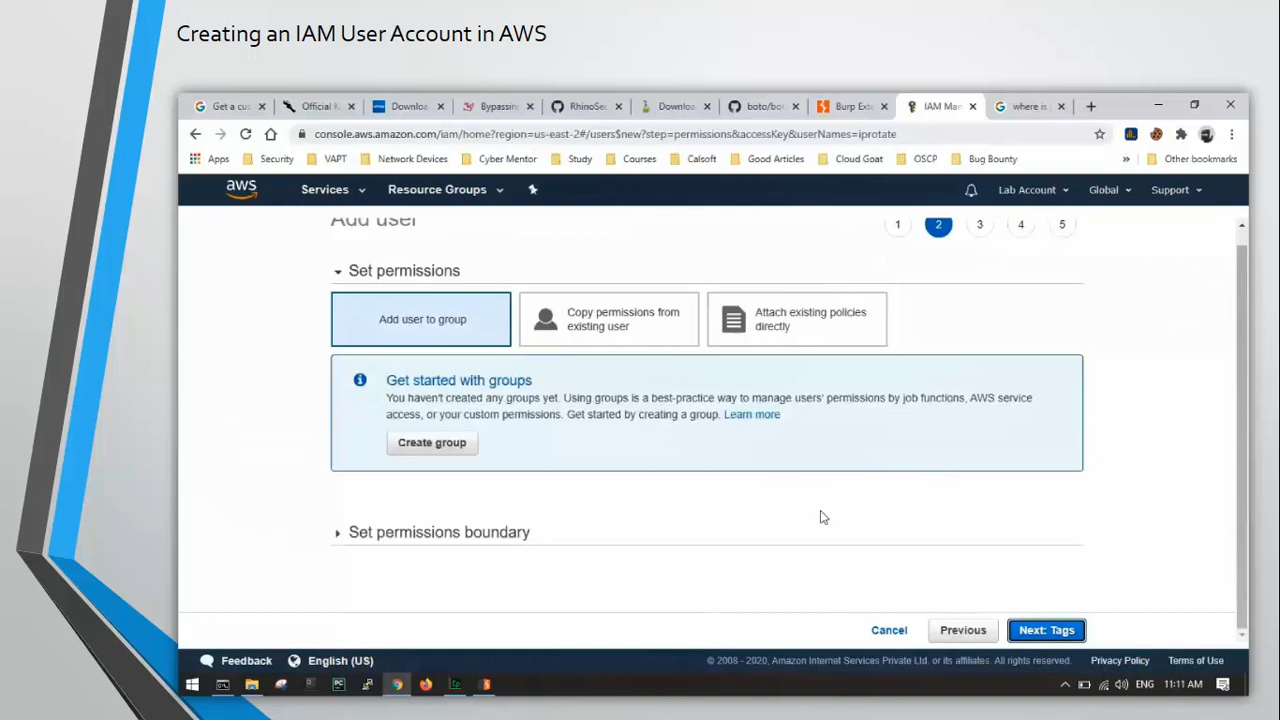 Creating an IAM User Account in AWS
Get a cus
Official K
Downloa
Bypassin
RhinoSec
Downloa
boto/bo
Burp Exte
IAM Man
where is
console.aws.amazon.com/iam/home?region=us-east-2#/users$new?step=permissions&accessKey&userNames=iprotate
Apps
Security
VAPT
Network Devices
Cyber Mentor
Study
Courses
Calsoft
Good Articles
Cloud Goat
OSCP
Bug Bounty
»
Other bookmarks
aws
Services
Resource Groups
Lab Account
Global
Support
Add user
1
2
3
4
5
Set permissions
Add user to group
Copy permissions from
existing user
Attach existing policies
directly
Get started with groups
You haven't created any groups yet. Using groups is a best-practice way to manage users' permissions by job functions, AWS service
access, or your custom permissions. Get started by creating a group. Learn more
Create group
Set permissions boundary
Cancel
Previous
Next: Tags
Feedback
English (US)
© 2008 - 2020, Amazon Internet Services Private Ltd. or its affiliates. All rights reserved.
Privacy Policy
Terms of Use
ENG
11:11 AM